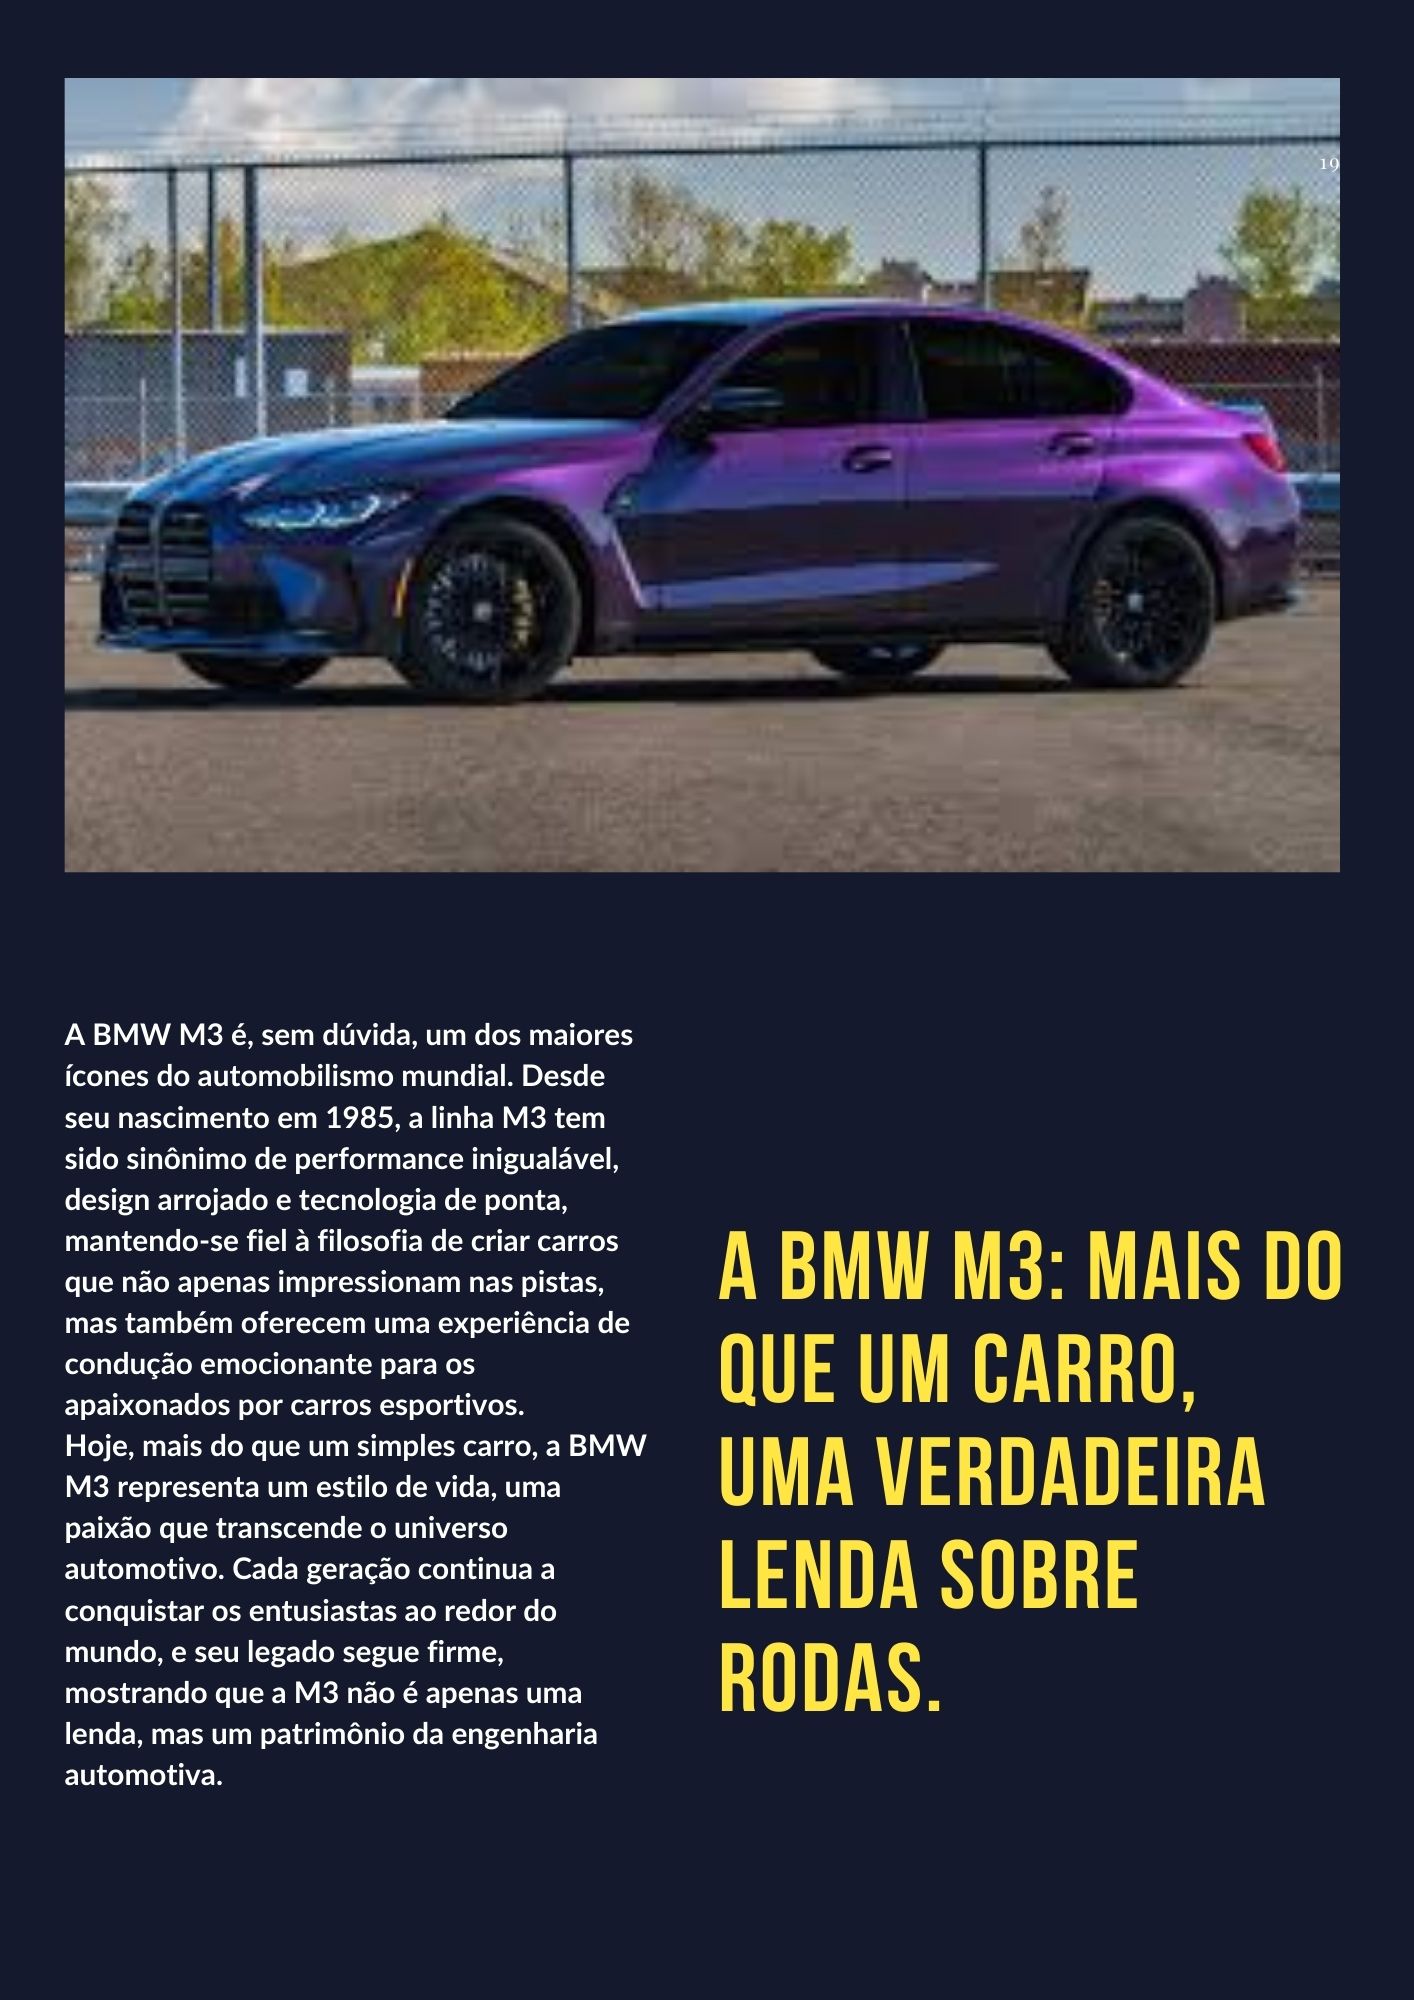 19
A BMW M3 é, sem dúvida, um dos maiores
ícones do automobilismo mundial. Desde
seu nascimento em 1985, a linha M3 tem
sido sinônimo de performance inigualável,
design arrojado e tecnologia de ponta,
mantendo-se fiel à filosofia de criar carros
que não apenas impressionam nas pistas,
mas também oferecem uma experiência de
condução emocionante para os
apaixonados por carros esportivos.
Hoje, mais do que um simples carro, a BMW
M3 representa um estilo de vida, uma
paixão que transcende o universo
automotivo. Cada geração continua a
conquistar os entusiastas ao redor do
mundo, e seu legado segue firme,
mostrando que a M3 não é apenas uma
lenda, mas um patrimônio da engenharia
automotiva.
A BMW M3: MAIS DO
QUE UM CARRO,
UMA VERDADEIRA
LENDA SOBRE
RODAS.